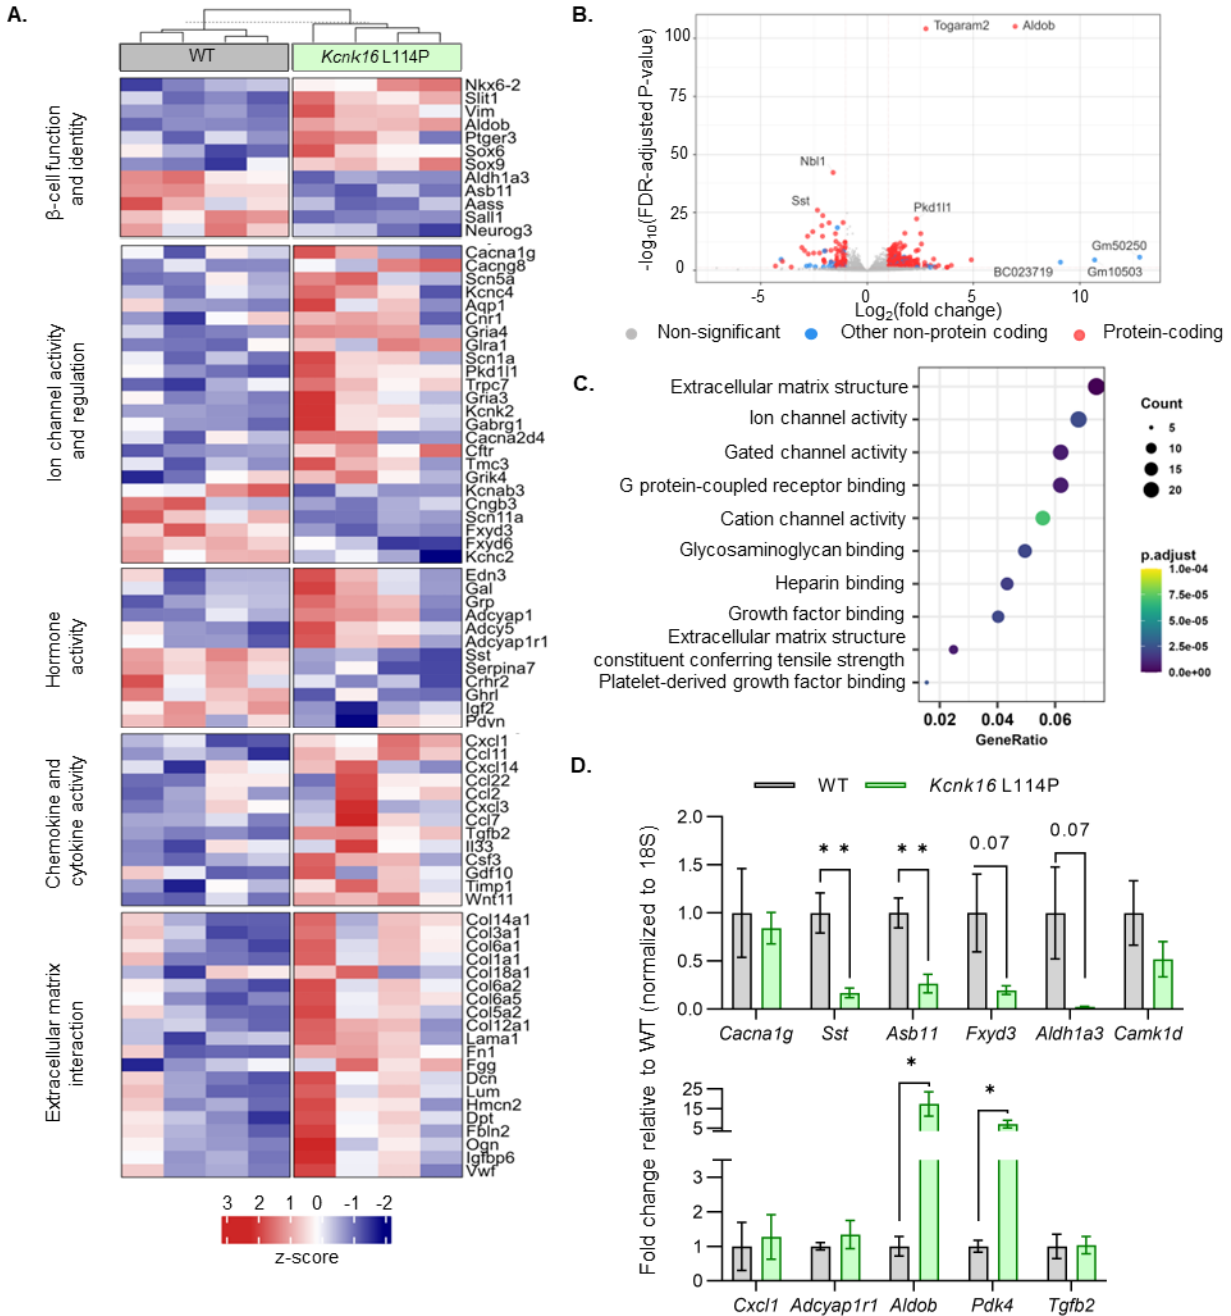 A.
WT
Kcnk16 L114P
β-cell function
and identity
Nkx6-2
Slit1
Vim
Aldob
Ptger3
Sox6
Sox9
Aldh1a3
Asb11
Aass
Sall1
Neurog3
Ion channel activity
and regulation
Cacna1g
Cacng8
Scn5a
Kcnc4
Aqp1
Cnr1
Gria4
Glra1
Scn1a
Pkd1l1
Trpc7
Gria3
Kcnk2
Gabrg1
Cacna2d4
Cftr
Tmc3
Grik4
Kcnab3
Cngb3
Scn11a
Fxyd3
Fxyd6
Kcnc2
Hormone
activity
Edn3
Gal
Grp
Adcyap1
Adcy5
Adcyap1r1
Sst
Serpina7
Crhr2
Ghrl
Igf2
Pdyn
Chemokine and
cytokine activity
Cxcl1
Ccl11
Cxcl14
Ccl22
Ccl2
Cxcl3
Ccl7
Tgfb2
Il33
Csf3
Gdf10
Timp1
Wnt11
Extracellular matrix
interaction
Col14a1
Col3a1
Col6a1
Col1a1
Col18a1
Col6a2
Col6a5
Col5a2
Col12a1
Lama1
Fn1
Fgg
Dcn
Lum
Hmcn2
Dpt
Fbln2
Ogn
Igfbp6
Vwf
3 2 1 0 -1 -2
z-score
B.
-log10(FDR-adjusted P-value)
100
75
50
25
0
Togaram2
Aldob
Nbl1
Sst
Pkd1l1
Gm50250
BC023719
Gm10503
-5 0 5 10
Log2(fold change)
Non-significant
Other non-protein coding
Protein-coding
C.
Extracellular matrix structure
Ion channel activity
Gated channel activity
G protein-coupled receptor binding
Cation channel activity
Glycosaminoglycan binding
Heparin binding
Growth factor binding
Extracellular matrix structure
constituent conferring tensile strength
Platelet-derived growth factor binding
0.02 0.04 0.06
GeneRatio
Count
5
10
15
20
p.adjust
1.0e-04
7.5e-05
5.0e-05
2.5e-05
0.0e+00
D.
WT
Kcnk16 L114P
Fold change relative to WT (normalized to 18S)
2.0
1.5
1.0
0.5
0.0
* *
* *
0.07
0.07
Cacna1g Sst Asb11 Fxyd3 Aldh1a3 Camk1d
25
15
5
3
2
1
0
*
*
Cxcl1 Adcyap1r1 Aldob Pdk4 Tgfb2